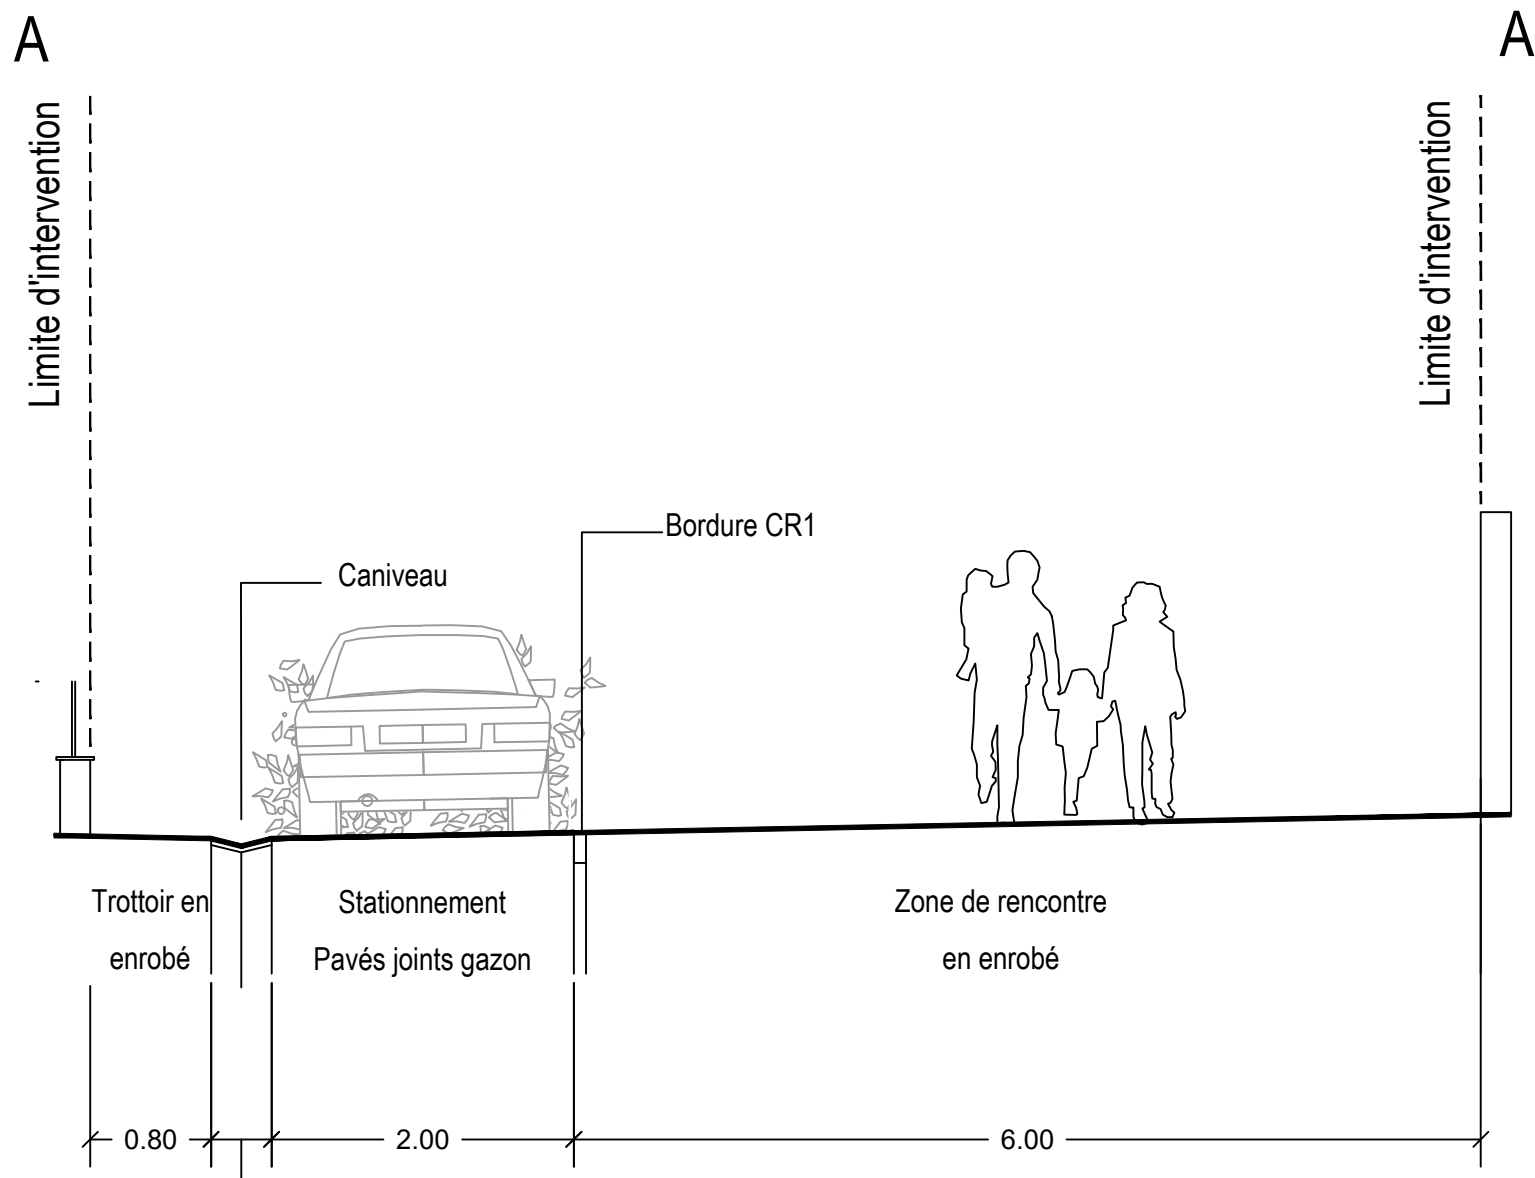 A
A
Limite d'intervention
Limite d'intervention
Bordure CR1
Caniveau
Trottoir en
enrobé
Stationnement
Pavés joints gazon
Zone de rencontre
en enrobé
0.80
2.00
6.00